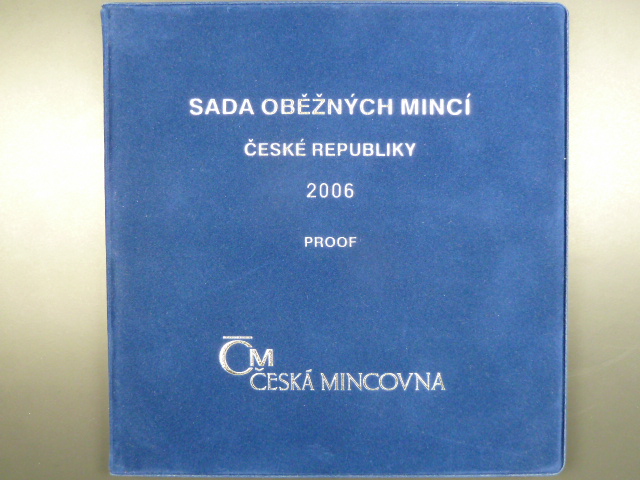 SADA OBĚŽNÝCH MINCÍ
ČESKÉ REPUBLIKY
2006
PROOF
ČM
ČESKÁ MINCOVNA